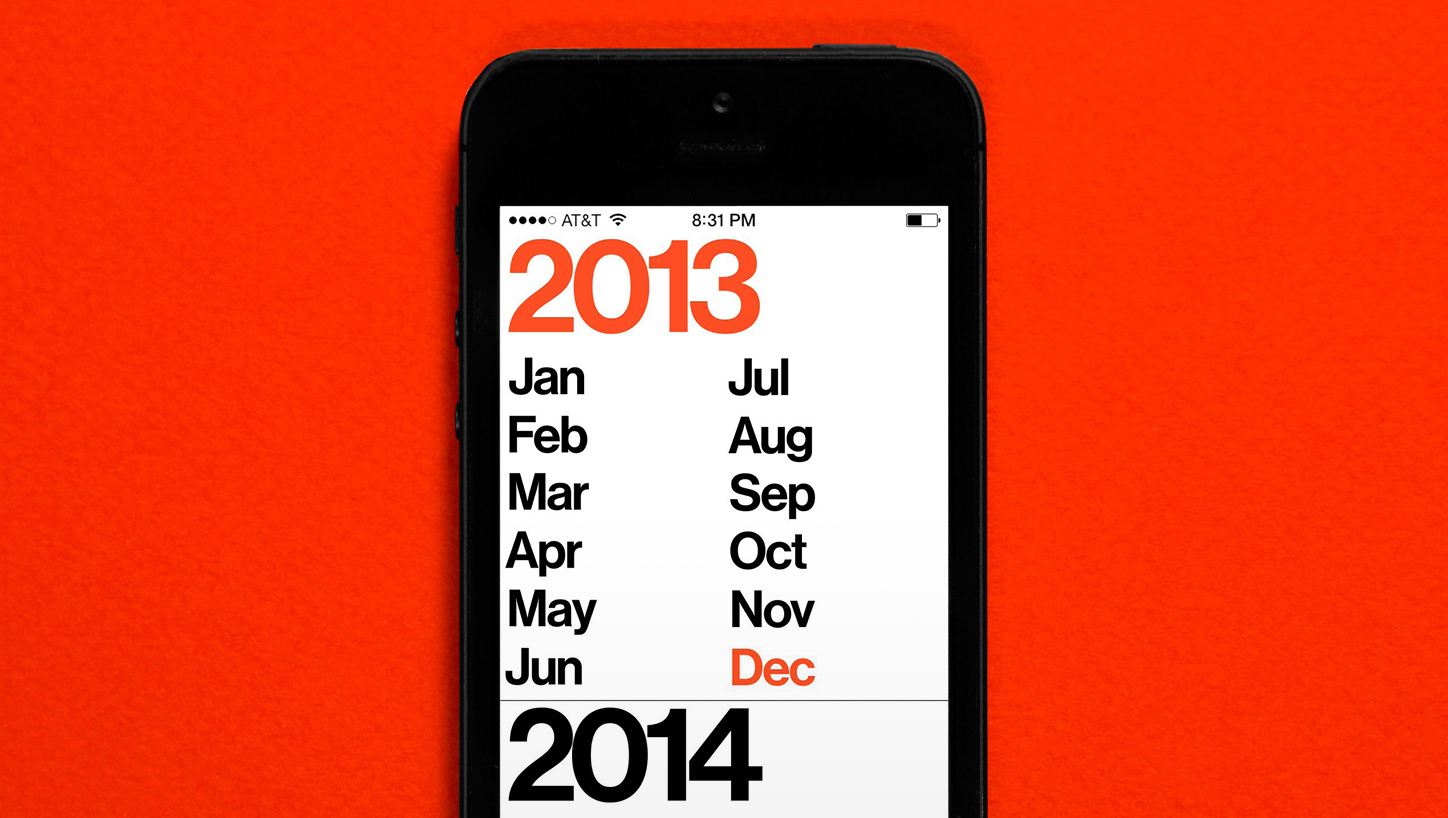 AT&T 8:31 PM
2013
Jan Jul
Feb Aug
Mar Sep
Apr Oct
May Nov
Jun Dec
2014